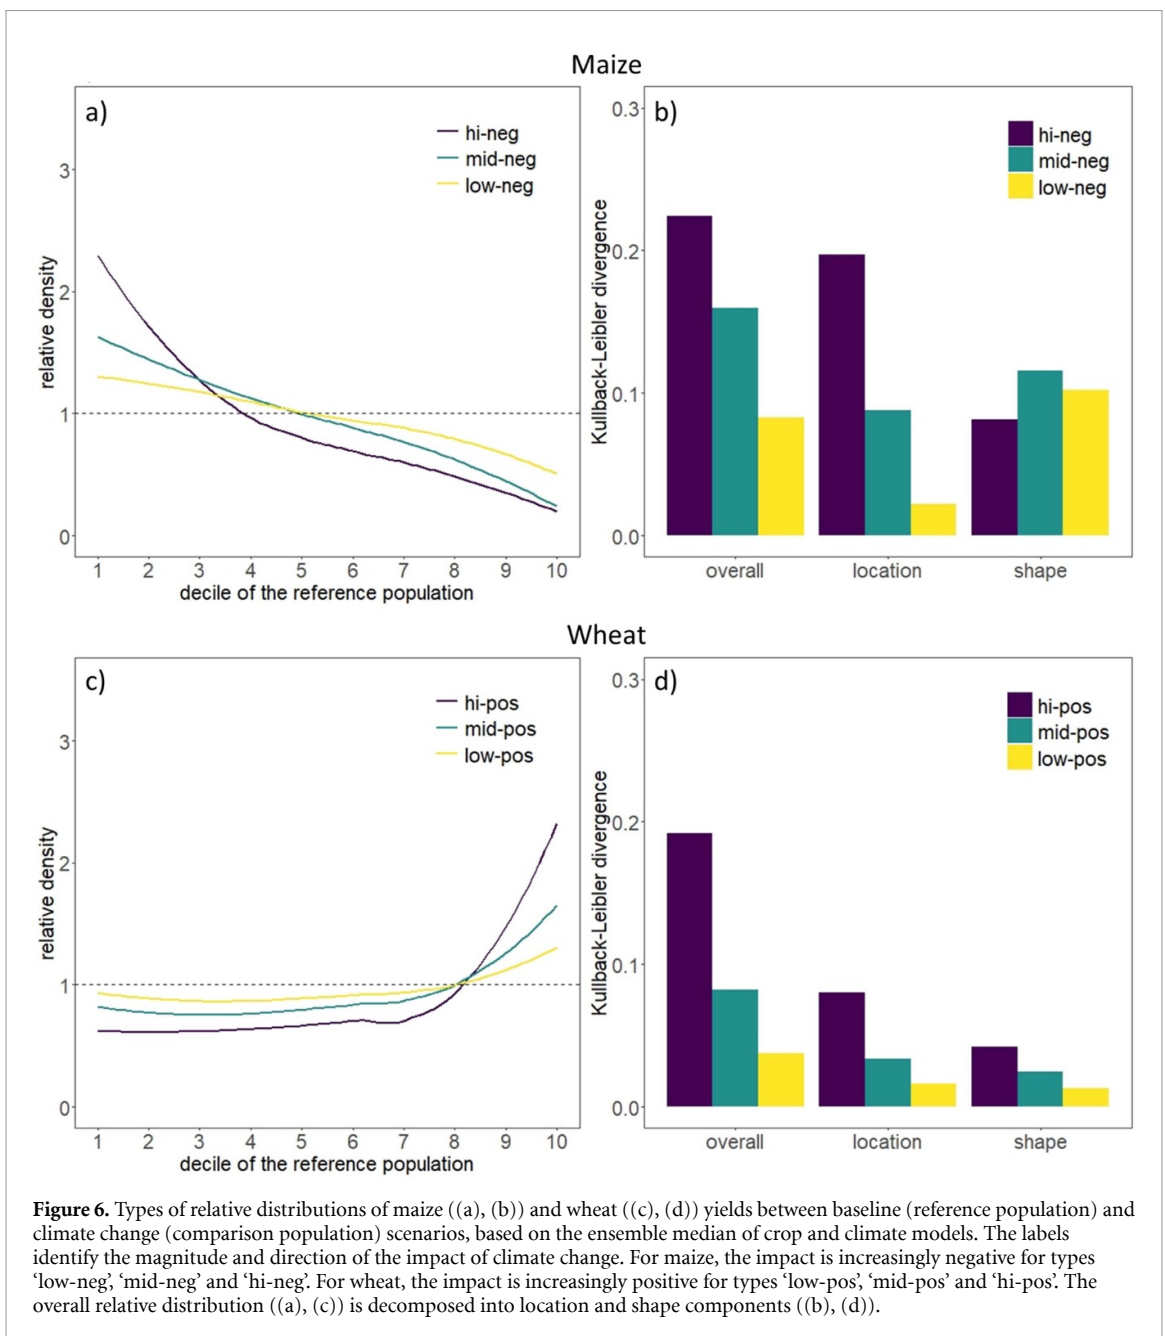 Maize
a)
hi-neg
mid-neg
low-neg
relative density
3
2
1
0
1 2 3 4 5 6 7 8 9 10
decile of the reference population
b)
hi-neg
mid-neg
low-neg
Kullback-Leibler divergence
0.3
0.2
0.1
0.0
overall location shape
Wheat
c)
hi-pos
mid-pos
low-pos
relative density
3
2
1
0
1 2 3 4 5 6 7 8 9 10
decile of the reference population
d)
hi-pos
mid-pos
low-pos
Kullback-Leibler divergence
0.3
0.2
0.1
0.0
overall location shape
Figure 6. Types of relative distributions of maize ((a), (b)) and wheat ((c), (d)) yields between baseline (reference population) and
climate change (comparison population) scenarios, based on the ensemble median of crop and climate models. The labels
identify the magnitude and direction of the impact of climate change. For maize, the impact is increasingly negative for types
‘low-neg’, ‘mid-neg’ and ‘hi-neg’. For wheat, the impact is increasingly positive for types ‘low-pos’, ‘mid-pos’ and ‘hi-pos’. The
overall relative distribution ((a), (c)) is decomposed into location and shape components ((b), (d)).